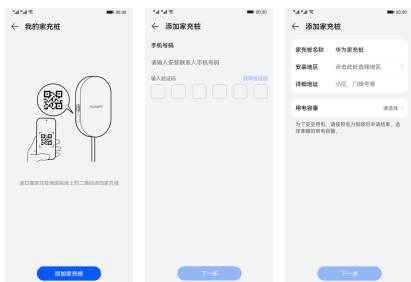 20:30
← 我的家充桩
HUAWEI
请扫描家充桩侧面贴纸上的二维码添加家充桩
添加家充桩
20:30
← 添加家充桩
手机号码
请输入安装联系人手机号码
输入验证码 获取验证码
下一步
20:30
← 添加家充桩
家充桩名称 华为家充桩
安装地区 点击此处选择地区 >
详细地址 小区、门牌号等
用电容量 请选择 >
为了安全用电，请按照电力报装的申请结果，选
择准确的用电容量。
下一步